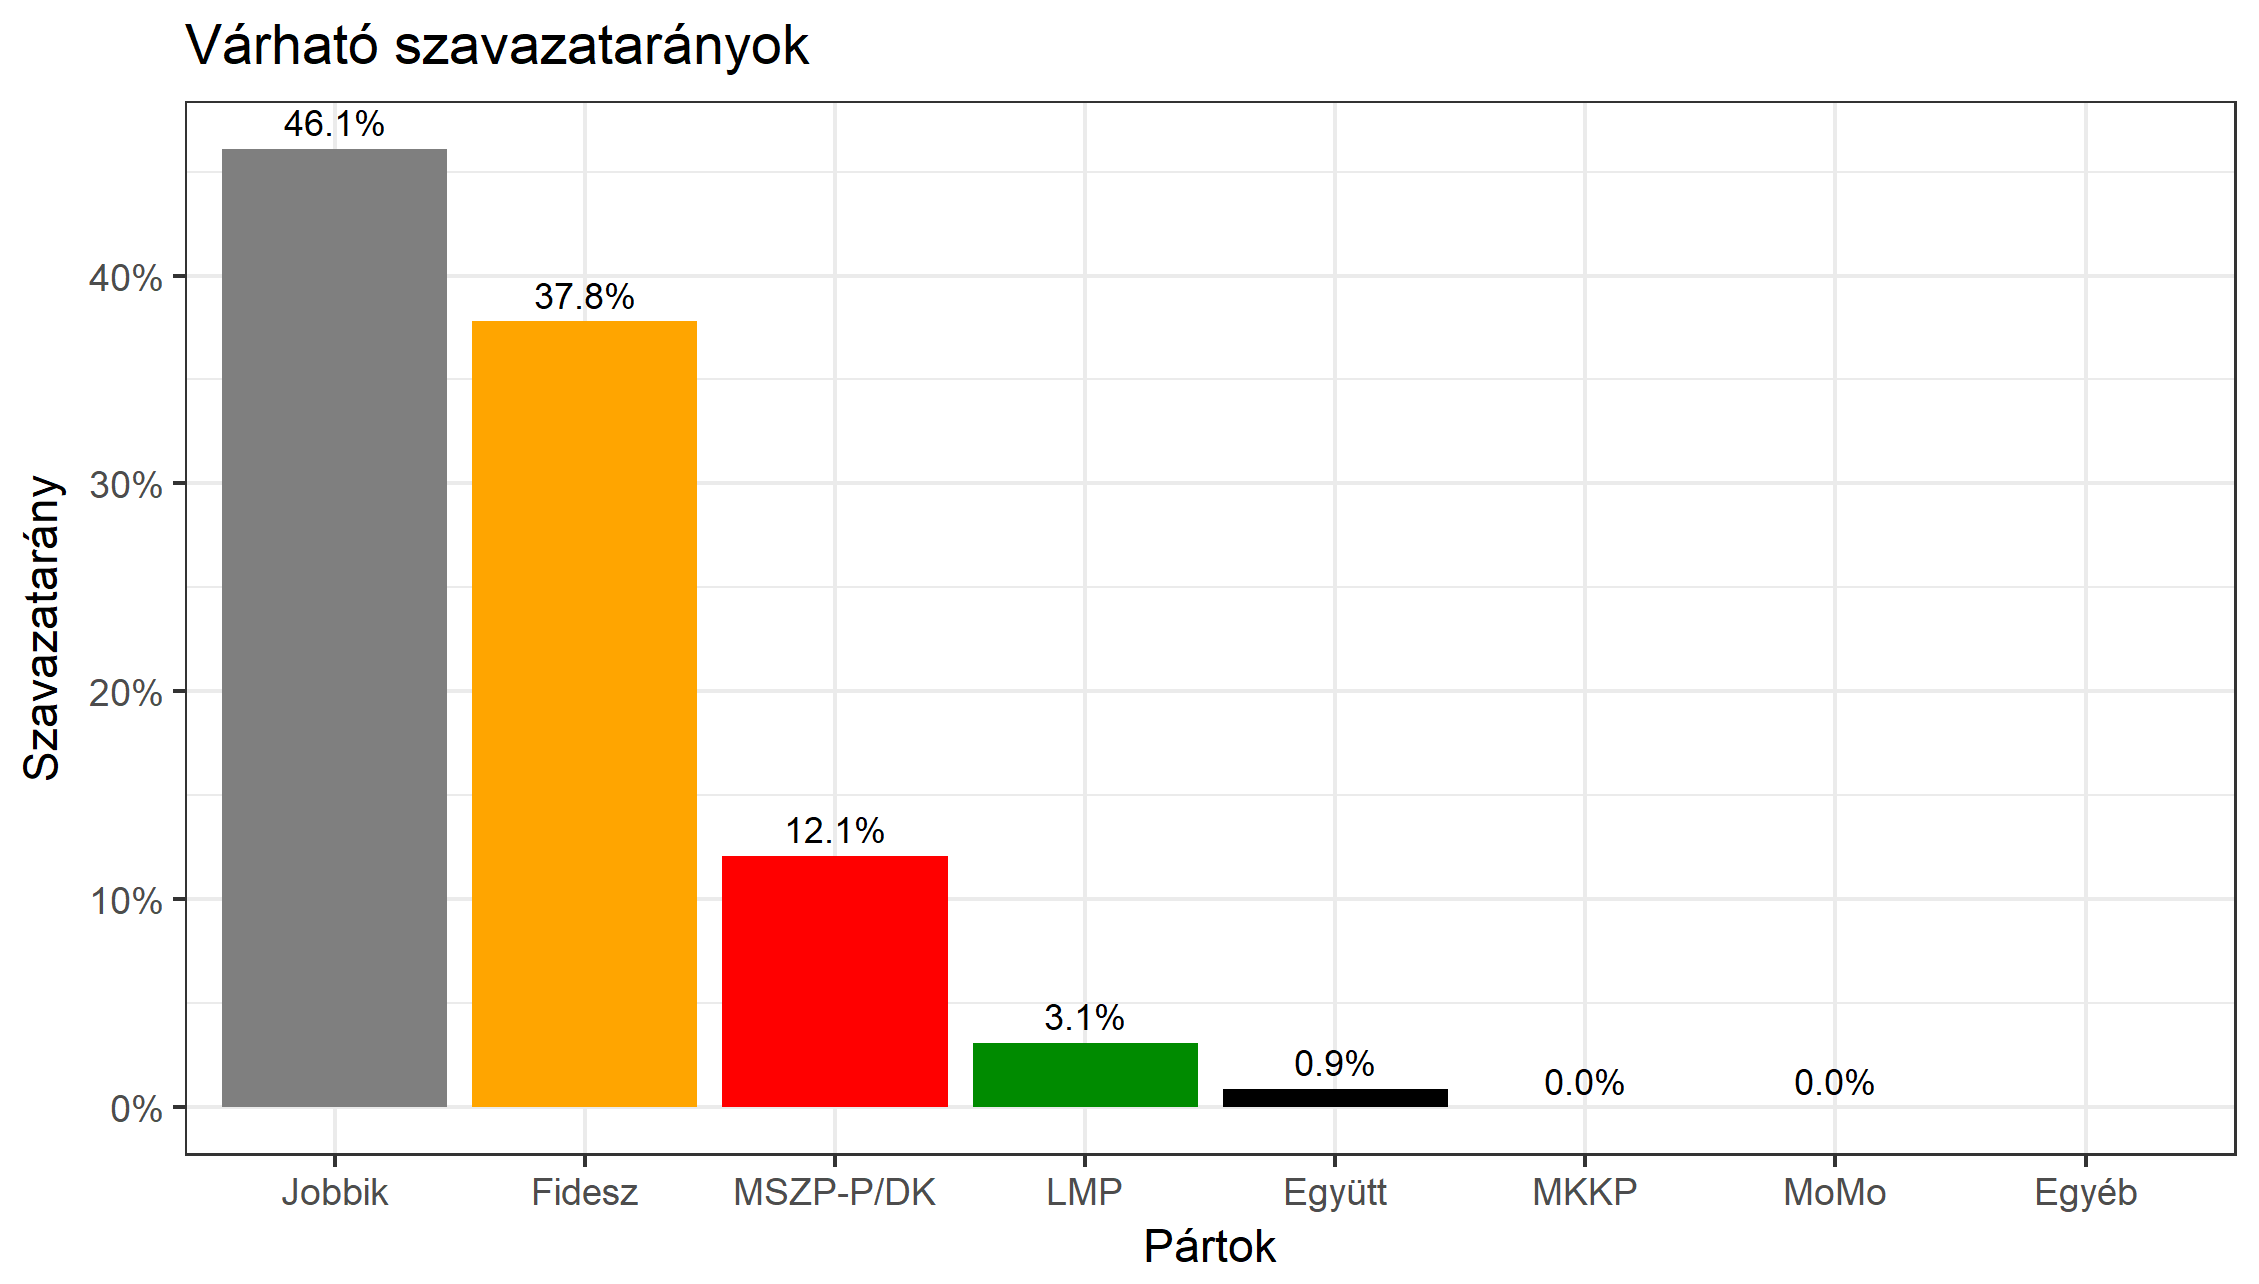 Várható szavazatarányok
Szavazatarány
40%
30%
20%
10%
0%
46.1%
37.8%
12.1%
3.1%
0.9%
0.0%
0.0%
Jobbik
Fidesz
MSZP-P/DK
LMP
Együtt
MKKP
MoMo
Egyéb
Pártok